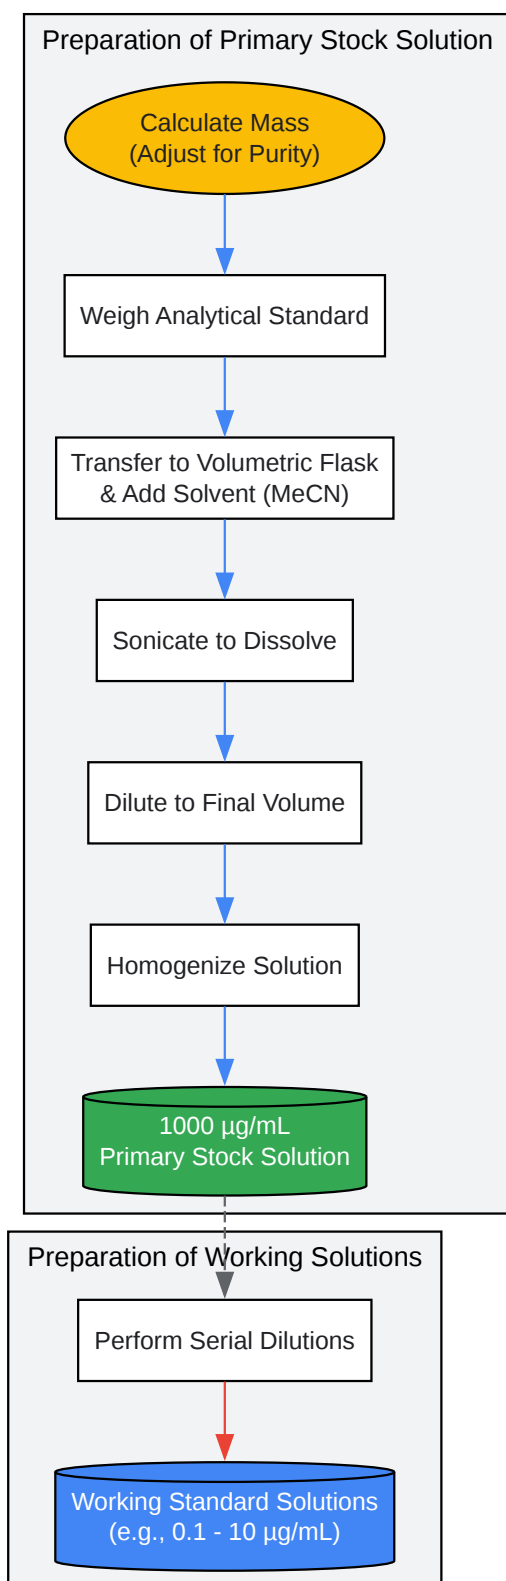 Preparation of Primary Stock Solution
Calculate Mass
(Adjust for Purity)
Weigh Analytical Standard
Transfer to Volumetric Flask
& Add Solvent (MeCN)
Sonicate to Dissolve
Dilute to Final Volume
Homogenize Solution
1000 µg/mL
Primary Stock Solution
Preparation of Working Solutions
Perform Serial Dilutions
Working Standard Solutions
(e.g., 0.1 - 10 µg/mL)